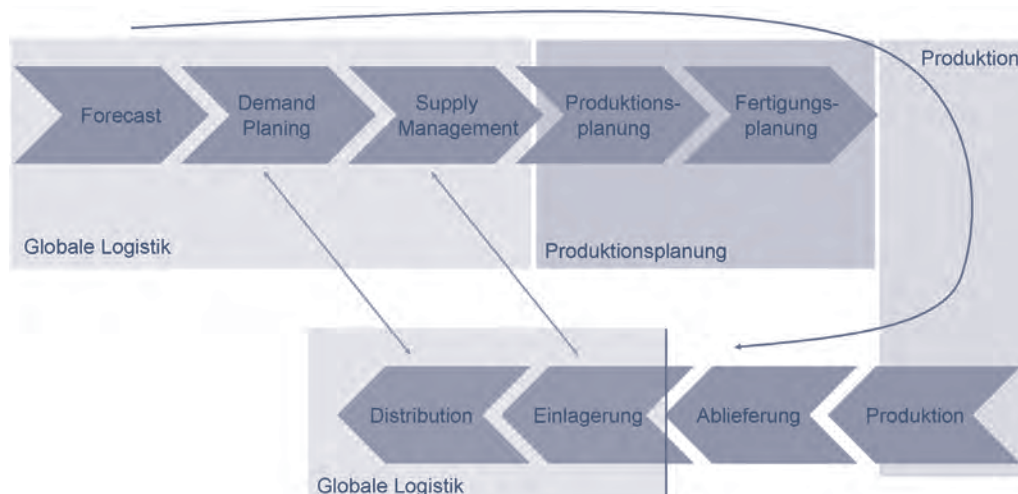 Produktion
Forecast
Demand
Planing
Supply
Management
Produktions-
planung
Fertigungs-
planung
Globale Logistik
Produktionsplanung
Distribution
Einlagerung
Ablieferung
Produktion
Globale Logistik